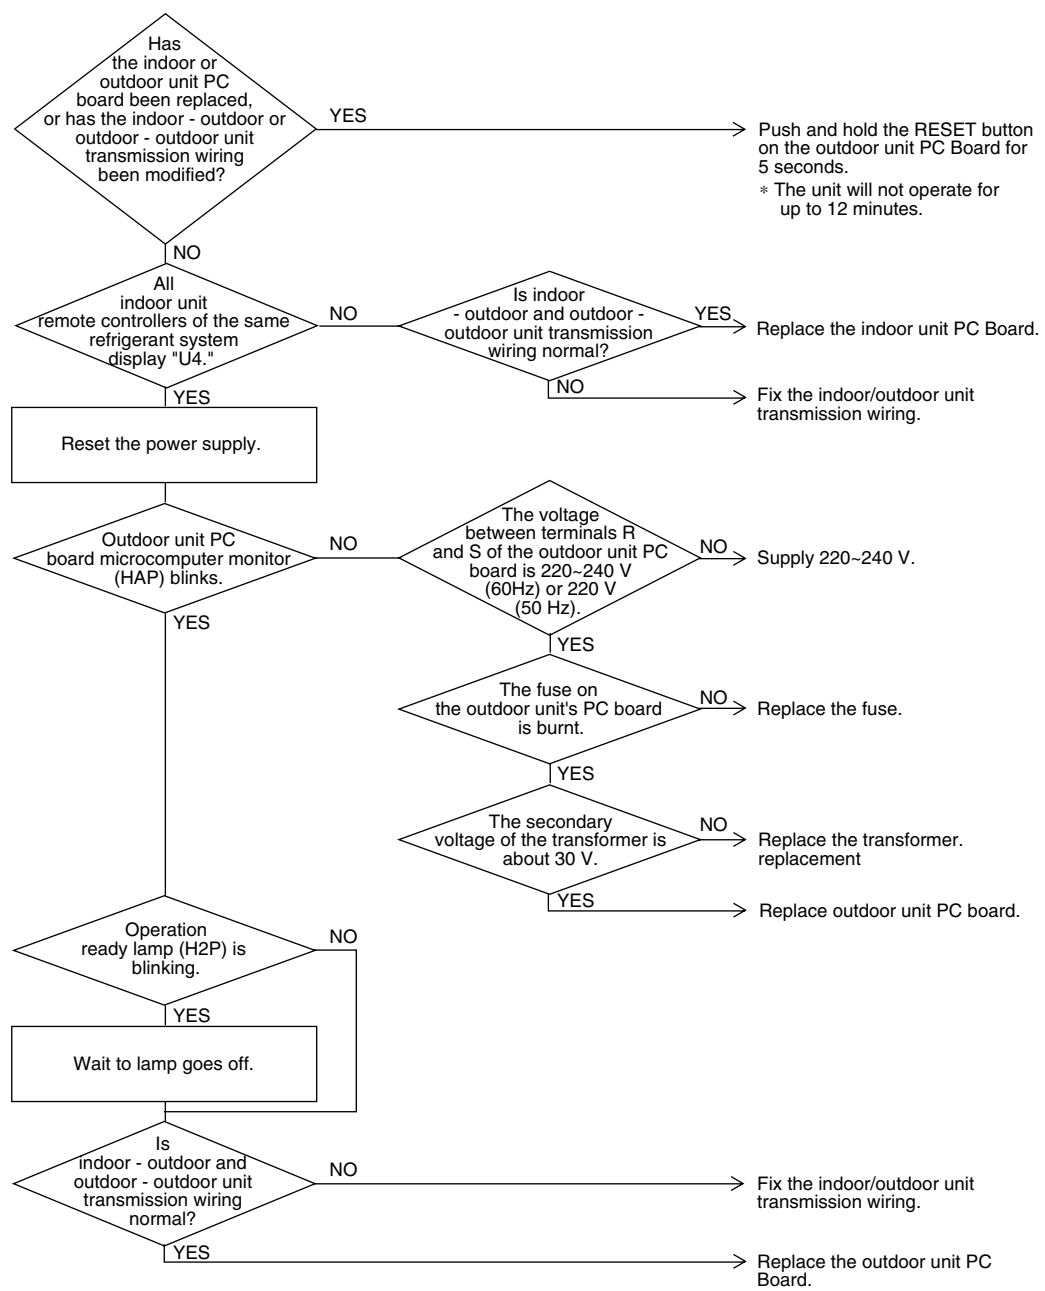 Has
the indoor or
outdoor unit PC
board been replaced,
or has the indoor - outdoor or
outdoor - outdoor unit
transmission wiring
been modified?
YES
Push and hold the RESET button
on the outdoor unit PC Board for
5 seconds.
* The unit will not operate for
up to 12 minutes.
NO
All
indoor unit
remote controllers of the same
refrigerant system
display "U4."
NO
Is indoor
- outdoor and outdoor -
outdoor unit transmission
wiring normal?
YES
Replace the indoor unit PC Board.
NO
Fix the indoor/outdoor unit
transmission wiring.
YES
Reset the power supply.
Outdoor unit PC
board microcomputer monitor
(HAP) blinks.
NO
The voltage
between terminals R
and S of the outdoor unit PC
board is 220~240 V
(60Hz) or 220 V
(50 Hz).
NO
Supply 220~240 V.
YES
YES
The fuse on
the outdoor unit's PC board
is burnt.
NO
Replace the fuse.
YES
The secondary
voltage of the transformer is
about 30 V.
NO
Replace the transformer.
replacement
YES
Replace outdoor unit PC board.
Operation
ready lamp (H2P) is
blinking.
NO
YES
Wait to lamp goes off.
Is
indoor - outdoor and
outdoor - outdoor unit
transmission wiring
normal?
NO
Fix the indoor/outdoor unit
transmission wiring.
YES
Replace the outdoor unit PC
Board.